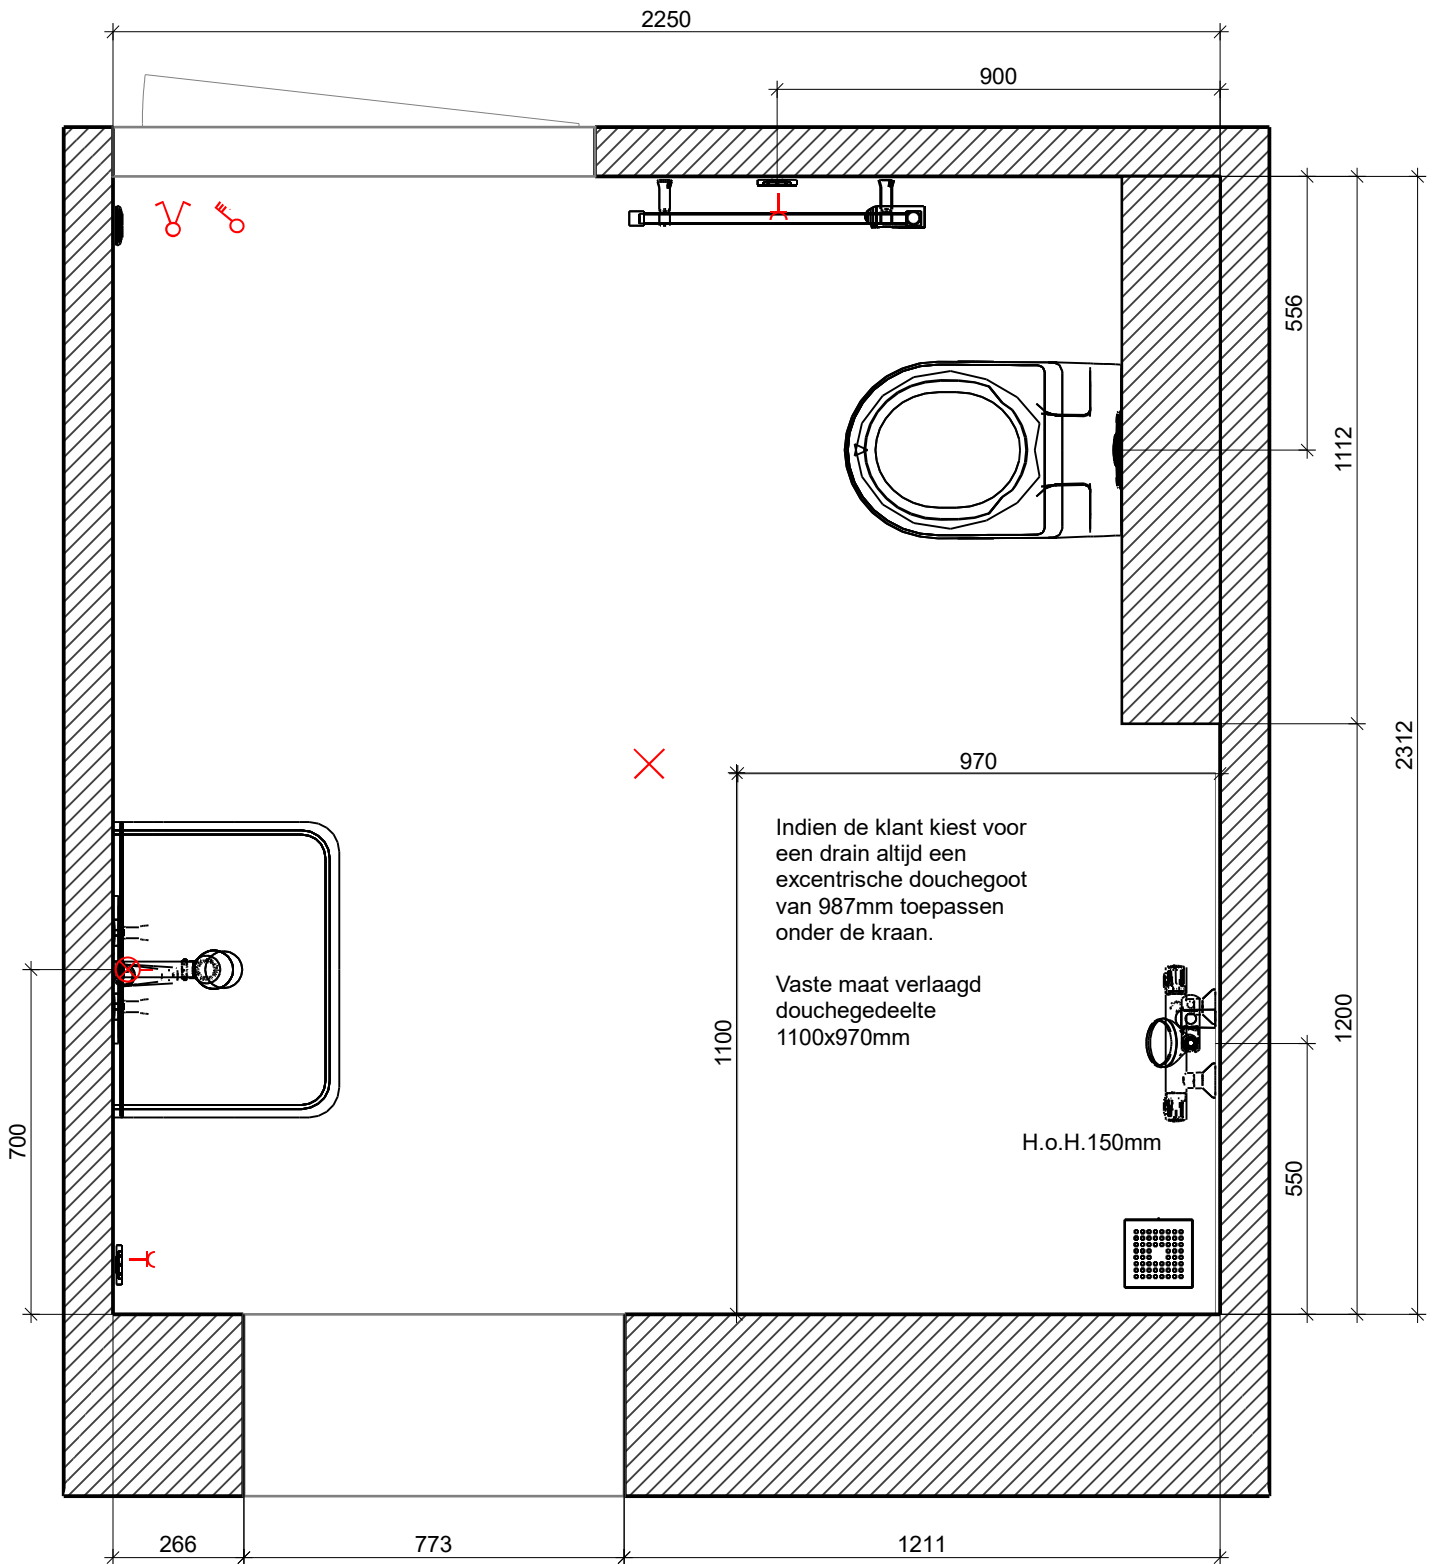 2250
900
556
1112
2312
970
Indien de klant kiest voor
een drain altijd een
excentrische douchegoot
van 987mm toepassen
onder de kraan.
Vaste maat verlaagd
douchegedeelte
1100x970mm
1100
1200
700
H.o.H.150mm
550
266
773
1211